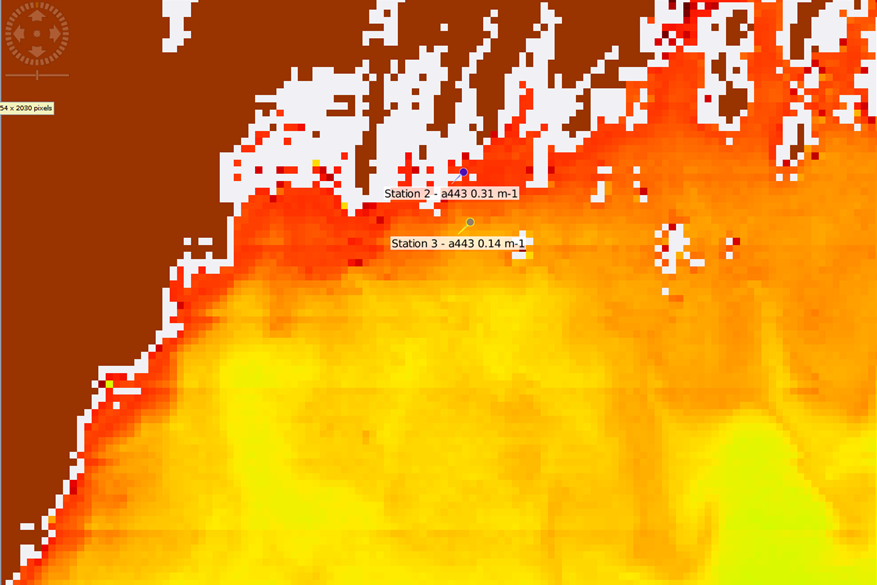 54 x 2030 pixels
Station 2 - a443 0.31 m-1
Station 3 - a443 0.14 m-1